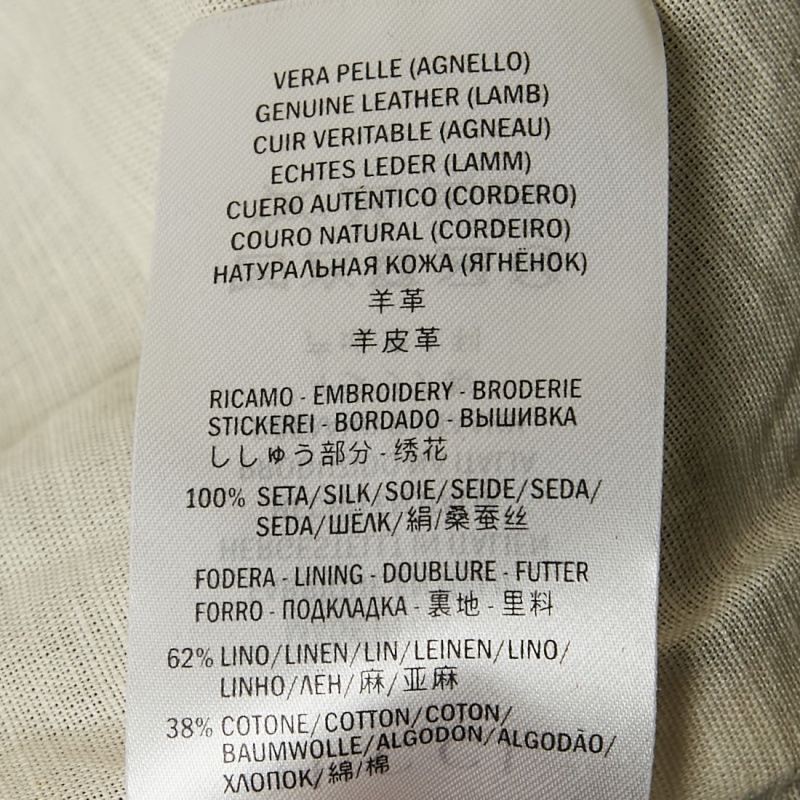 VERA PELLE (AGNELLO)
GENUINE LEATHER (LAMB)
CUIR VERITABLE (AGNEAU)
ECHTES LEDER (LAMM)
CUERO AUTÉNTICO (CORDERO)
COURO NATURAL (CORDEIRO)
НАТУРАЛЬНАЯ КОЖА (ЯГНЁНОК)
羊革
羊皮革
RICAMO - EMBROIDERY - BRODERIE
STICKEREI - BORDADO - ВЫШИВКА
ししゅう部分 - 绣花
100% SETA/SILK/SOIE/SEIDE/SEDA/
SEDA/ШЁЛК/絹/桑蚕丝
FODERA - LINING - DOUBLURE - FUTTER
FORRO - ПОДКЛАДКА - 裏地 - 里料
62% LINO/LINEN/LIN/LEINEN/LINO/
LINHO/ЛЕН/麻/亚麻
38% COTONE/COTTON/COTON/
BAUMWOLLE/ALGODÓN/ALGODÃO/
ХЛОПОК/綿/棉